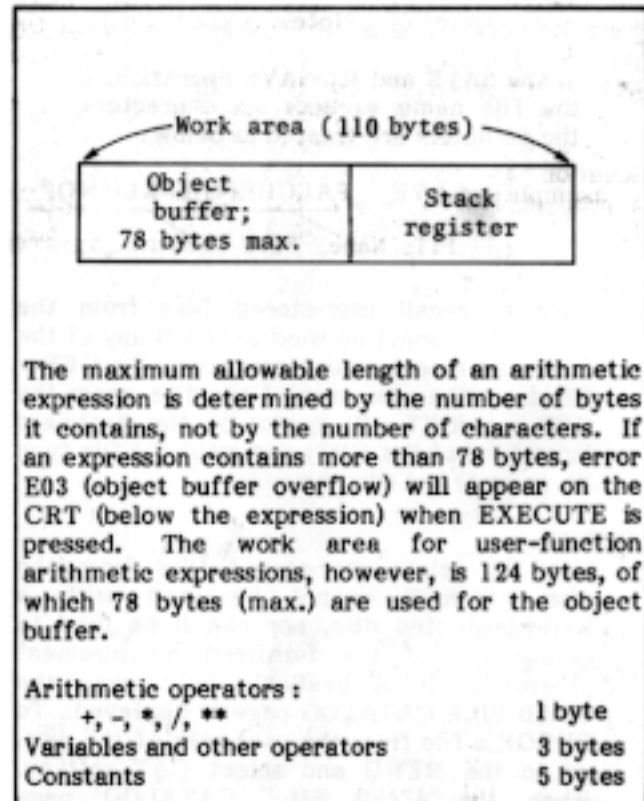 Work area (110 bytes)
Object
buffer;
78 bytes max.
Stack
register
The maximum allowable length of an arithmetic
expression is determined by the number of bytes
it contains, not by the number of characters. If
an expression contains more than 78 bytes, error
E03 (object buffer overflow) will appear on the
CRT (below the expression) when EXECUTE is
pressed. The work area for user-function
arithmetic expressions, however, is 124 bytes, of
which 78 bytes (max.) are used for the object
buffer.
Arithmetic operators :
+, -, *, /, ** 1 byte
Variables and other operators 3 bytes
Constants 5 bytes